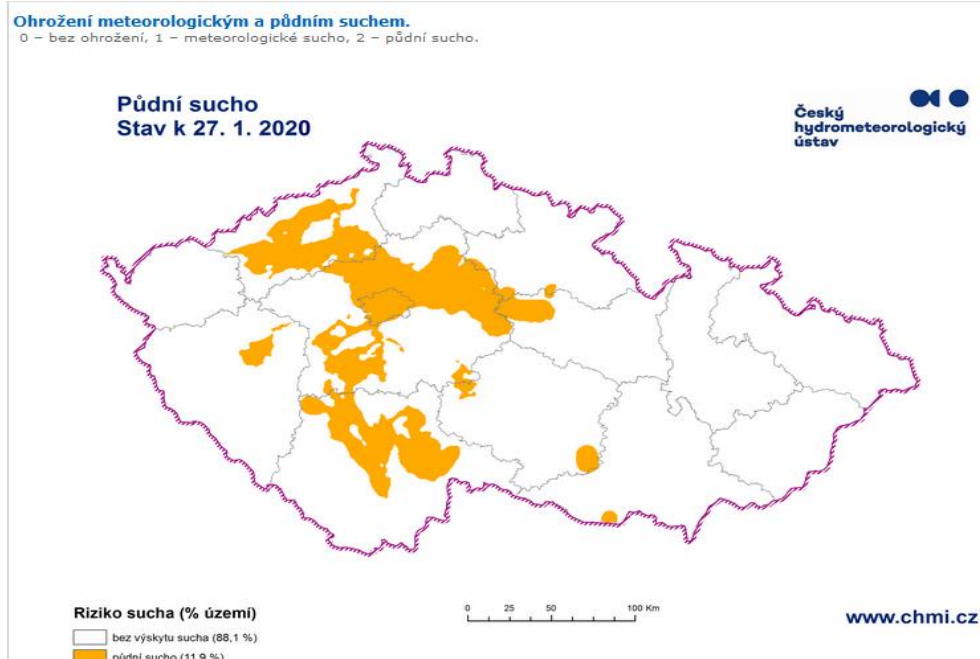 Ohrožení meteorologickým a půdním suchem.
0 – bez ohrožení, 1 – meteorologické sucho, 2 – půdní sucho.
Půdní sucho
Stav k 27. 1. 2020
Český
hydrometeorologický
ústav
Riziko sucha (% území)
bez výskytu sucha (88,1 %)
půdní sucho (11,9 %)
0 25 50 100 Km
www.chmi.cz